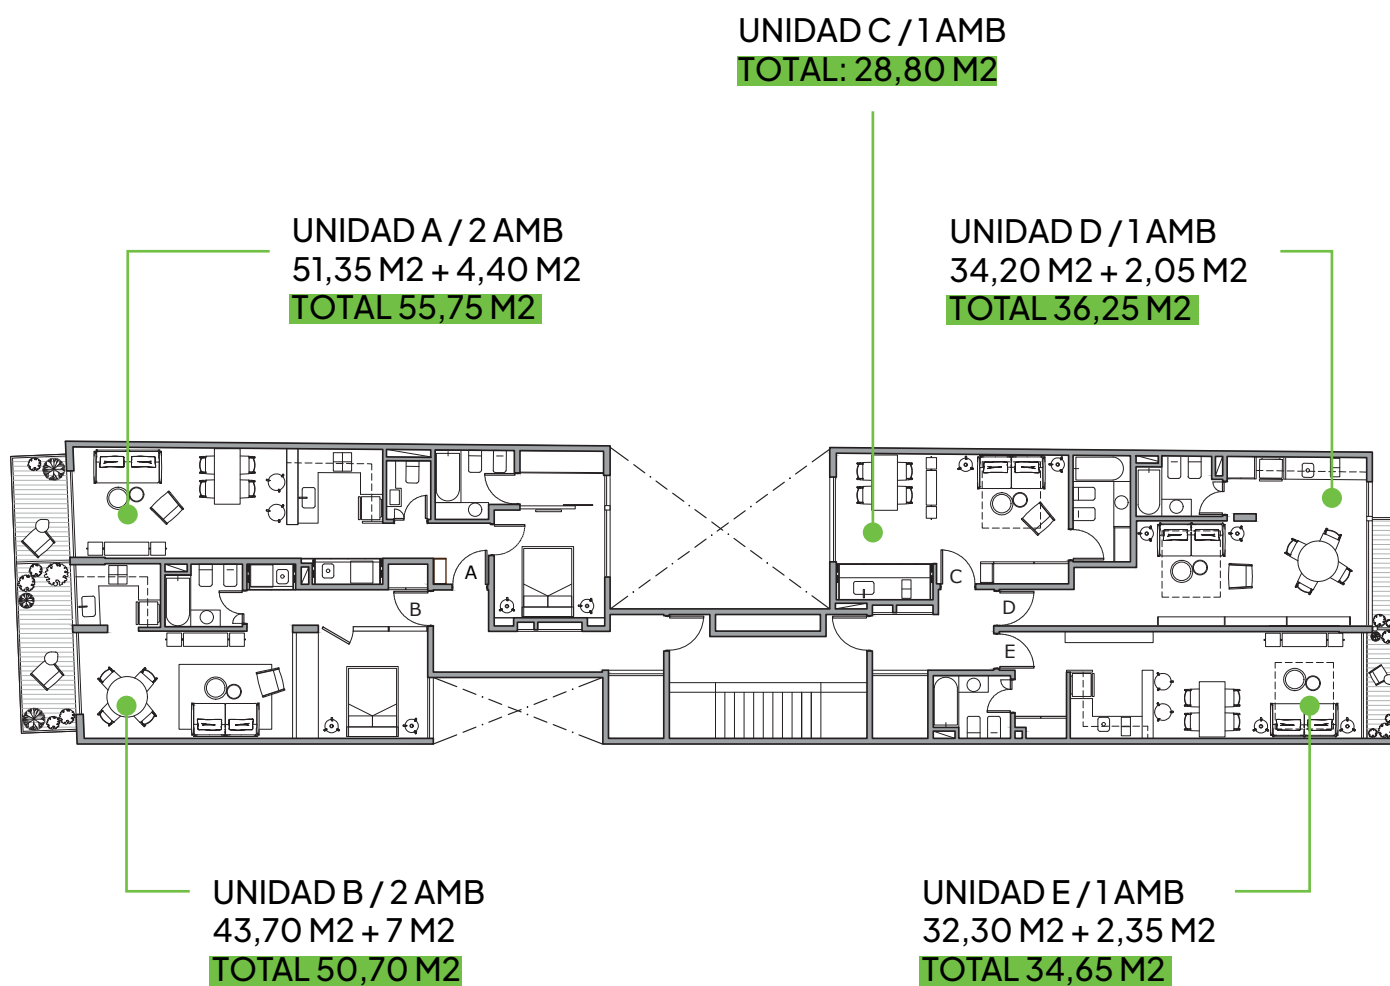 UNIDAD C / 1 AMB
TOTAL: 28,80 M2
UNIDAD A / 2 AMB
51,35 M2 + 4,40 M2
TOTAL 55,75 M2
UNIDAD D / 1 AMB
34,20 M2 + 2,05 M2
TOTAL 36,25 M2
A
B
C
D
E
UNIDAD B / 2 AMB
43,70 M2 + 7 M2
TOTAL 50,70 M2
UNIDAD E / 1 AMB
32,30 M2 + 2,35 M2
TOTAL 34,65 M2